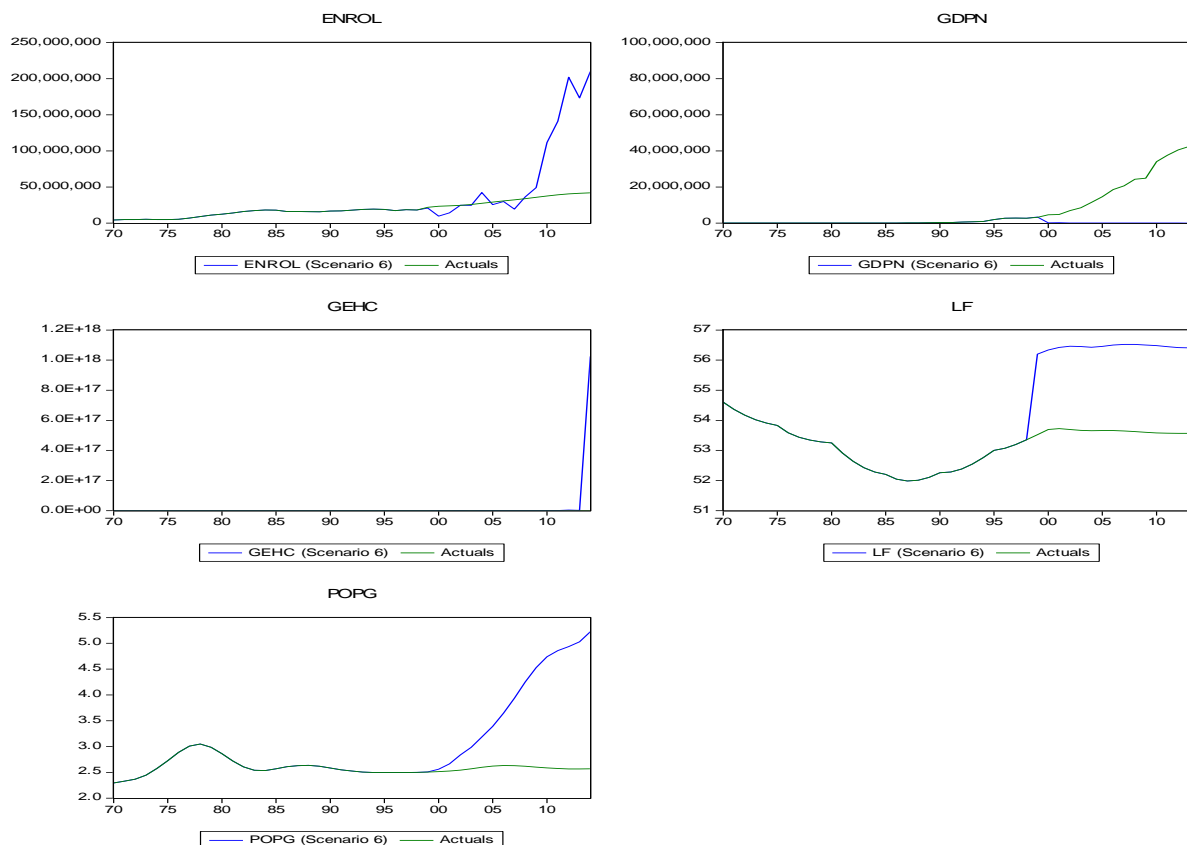 ENROL
250,000,000
200,000,000
150,000,000
100,000,000
50,000,000
0
70 75 80 85 90 95 00 05 10
ENROL (Scenario 6) Actuals
GDPN
100,000,000
80,000,000
60,000,000
40,000,000
20,000,000
0
70 75 80 85 90 95 00 05 10
GDPN (Scenario 6) Actuals
GEHC
1.2E+18
1.0E+18
8.0E+17
6.0E+17
4.0E+17
2.0E+17
0.0E+00
70 75 80 85 90 95 00 05 10
GEHC (Scenario 6) Actuals
LF
57
56
55
54
53
52
51
70 75 80 85 90 95 00 05 10
LF (Scenario 6) Actuals
POPG
5.5
5.0
4.5
4.0
3.5
3.0
2.5
2.0
70 75 80 85 90 95 00 05 10
POPG (Scenario 6) Actuals